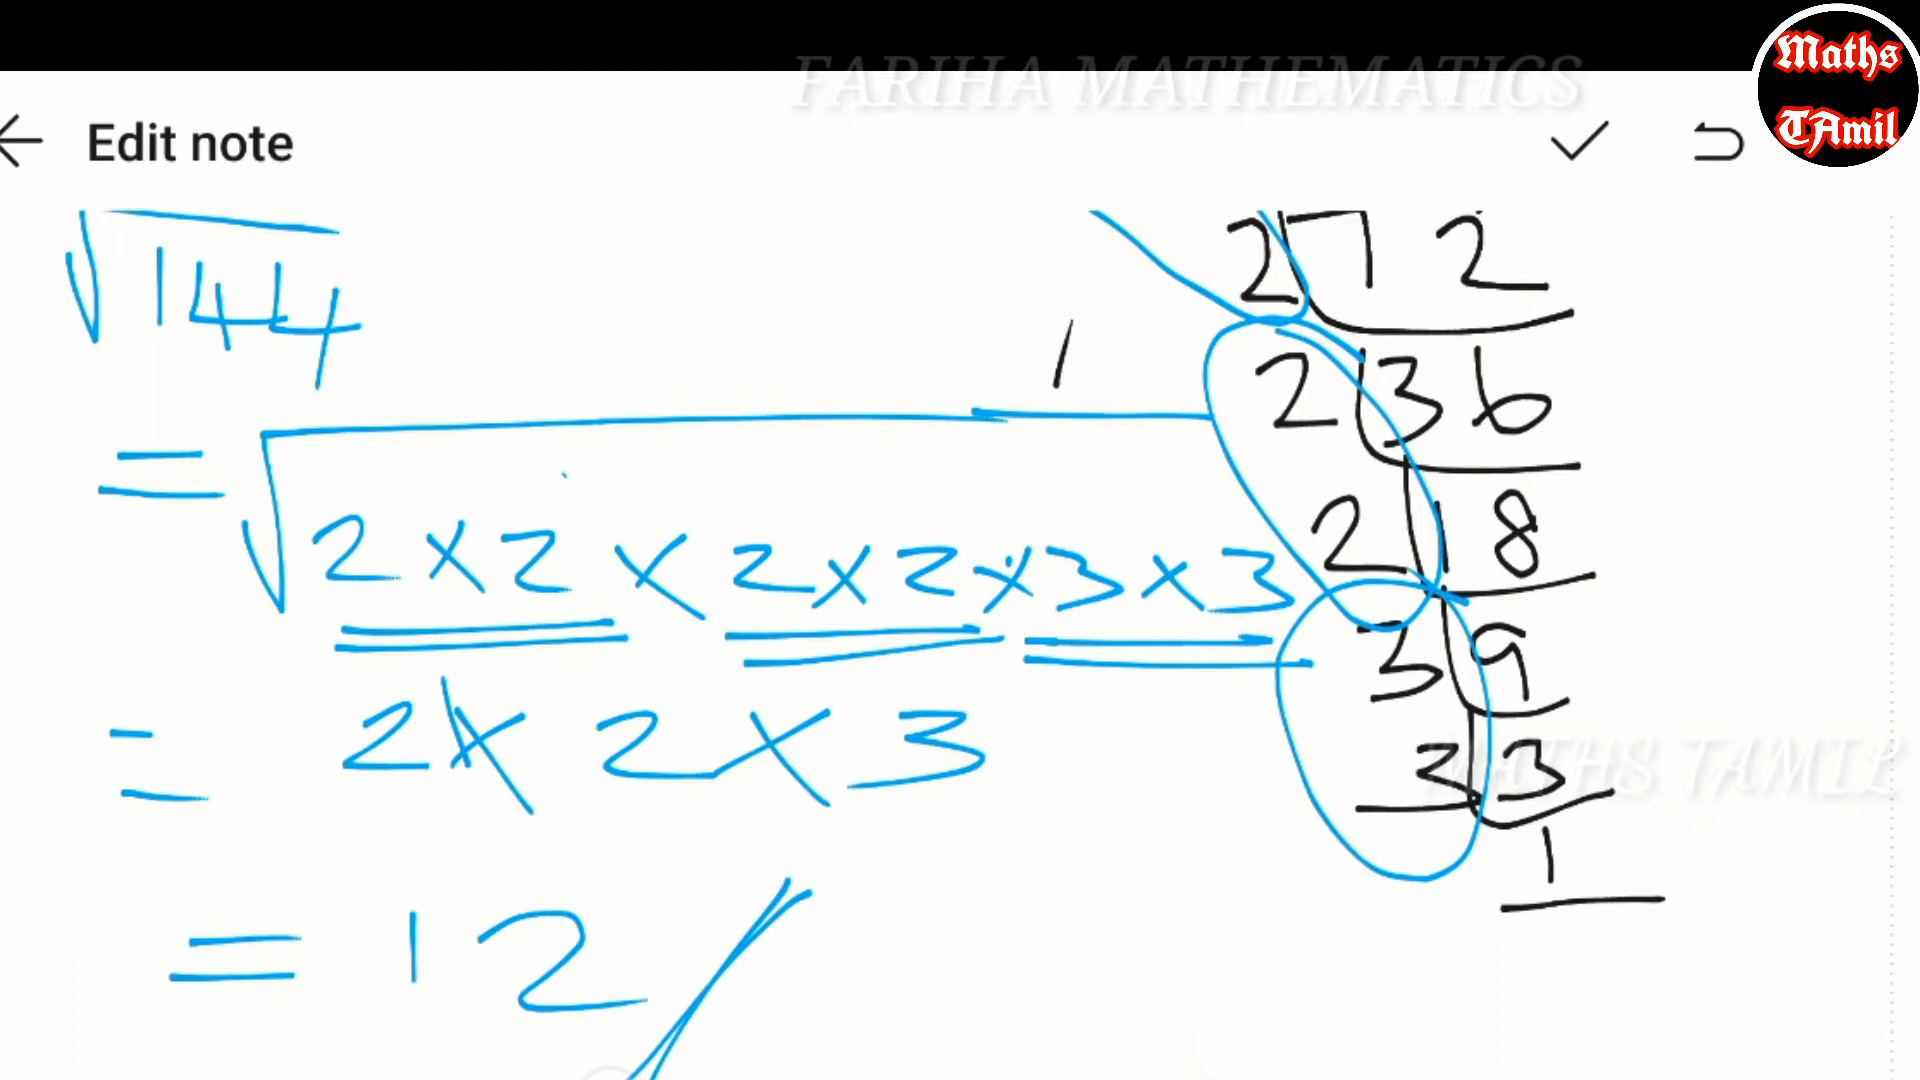 FARIHA MATHEMATICS
Maths
TAmil
Edit note
√144
2 72
2 36
= √2×2×2×2×3×3
2 18
3 9
= 2×2×3
3 3
MATHS TAMIL
1
= 12